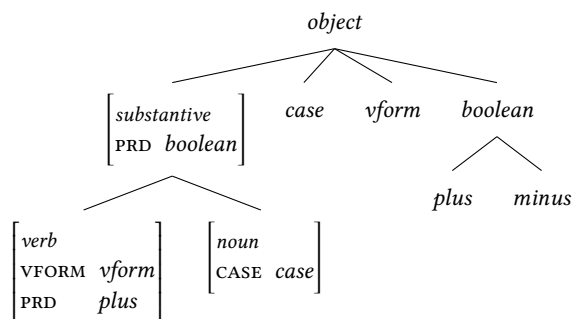 object
substantive
PRD boolean
case
vform
boolean
plus
minus
verb
VFORM vform
PRD plus
noun
CASE case